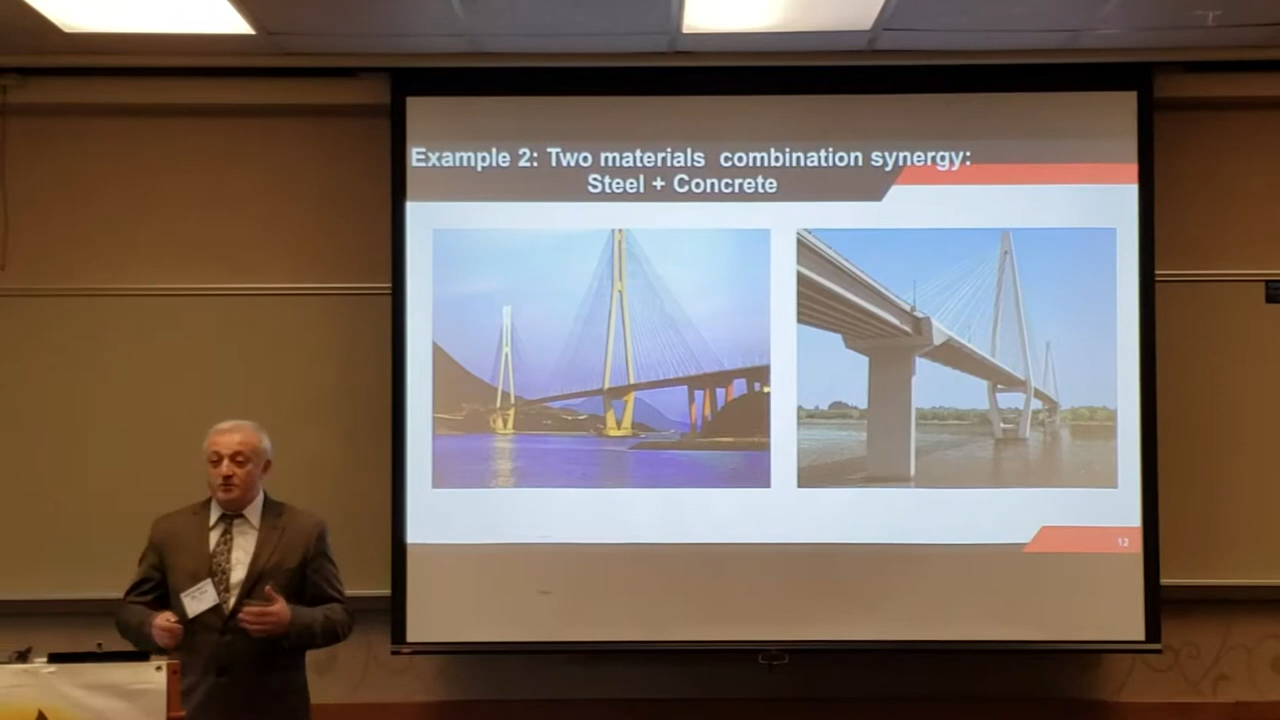 Example 2: Two materials combination synergy:
Steel + Concrete
12